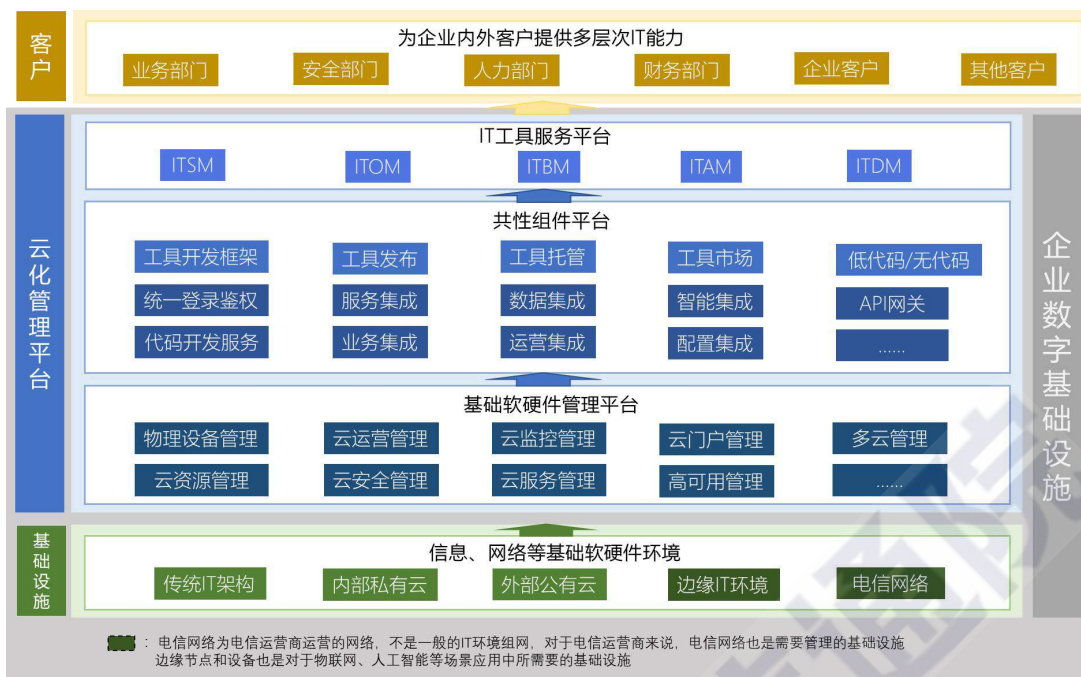 客户
为企业内外客户提供多层次IT能力
业务部门 安全部门 人力部门 财务部门 企业客户 其他客户
云化管理平台
IT工具服务平台
ITSM ITOM ITBM ITAM ITDM
共性组件平台
工具开发框架 工具发布 工具托管 工具市场 低代码/无代码
统一登录鉴权 服务集成 数据集成 智能集成 API网关
代码开发服务 业务集成 运营集成 配置集成 ......
基础软硬件管理平台
物理设备管理 云运营管理 云监控管理 云门户管理 多云管理
云资源管理 云安全管理 云服务管理 高可用管理 ......
企业数字基础设施
基础设施
信息、网络等基础软硬件环境
传统IT架构 内部私有云 外部公有云 边缘IT环境 电信网络
：电信网络为电信运营商运营的网络，不是一般的IT环境组网，对于电信运营商来说，电信网络也是需要管理的基础设施
边缘节点和设备也是对于物联网、人工智能等场景应用中所需要的基础设施
通院